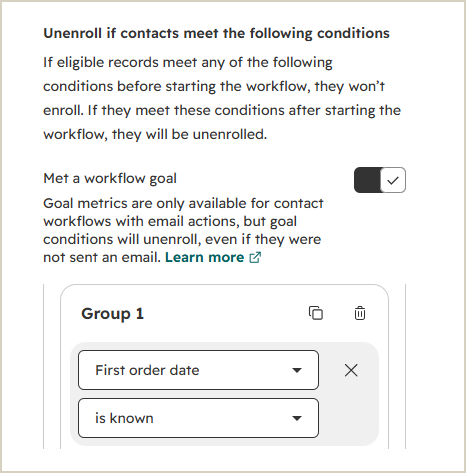 Unenroll if contacts meet the following conditions
If eligible records meet any of the following
conditions before starting the workflow, they won’t
enroll. If they meet these conditions after starting the
workflow, they will be unenrolled.
Met a workflow goal
Goal metrics are only available for contact
workflows with email actions, but goal
conditions will unenroll, even if they were
not sent an email. Learn more
Group 1
First order date
is known